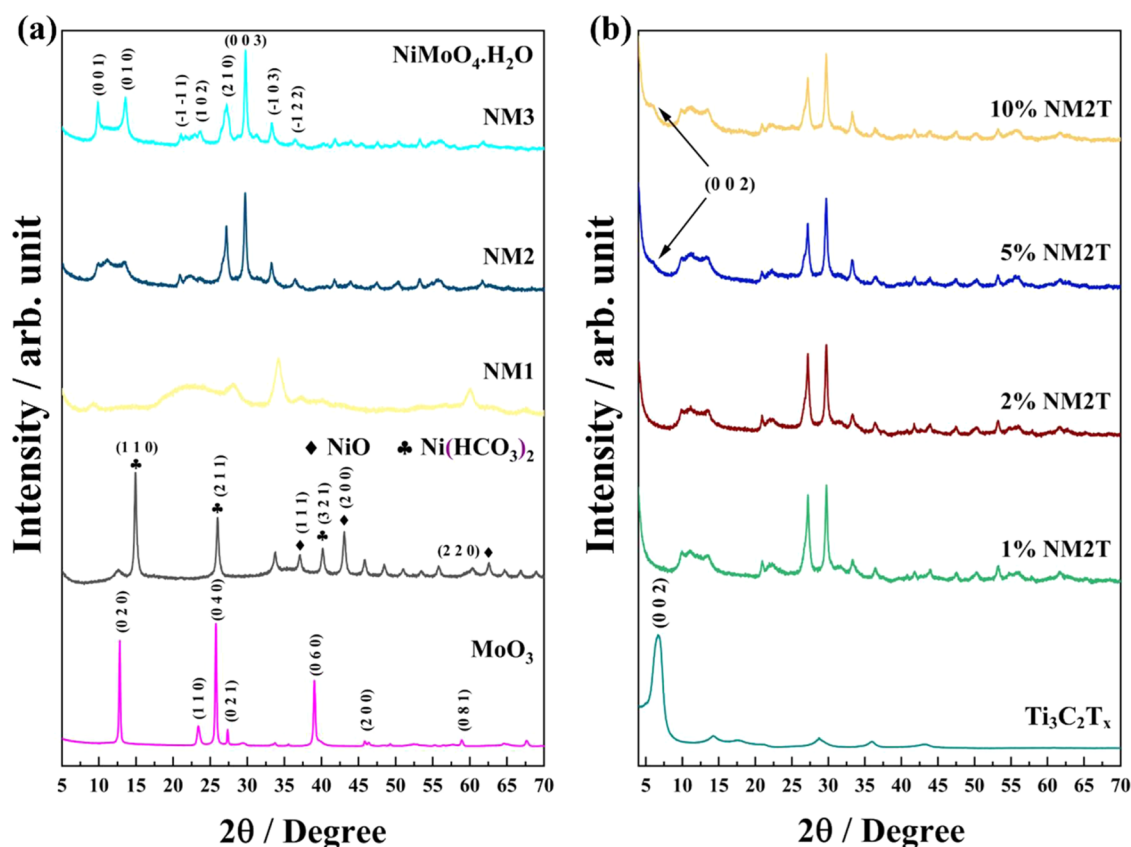 (a)
Intensity / arb. unit
NiMoO₄.H₂O
(0 0 1)
(0 1 0)
(-1 -1 1)
(1 0 2)
(2 1 0)
(0 0 3)
(-1 0 3)
(-1 2 2)
NM3
NM2
NM1
♦ NiO ♣ Ni(HCO₃)₂
(1 1 0)
♣
(2 1 1)
♣
(1 1 1)
♦
(3 2 1)
♣
(2 0 0)
♦
(2 2 0) ♦
MoO₃
(0 2 0)
(1 1 0)
(0 4 0)
(0 2 1)
(0 6 0)
(2 0 0)
(0 8 1)
5 10 15 20 25 30 35 40 45 50 55 60 65 70
2θ / Degree
(b)
Intensity / arb. unit
10% NM2T
(0 0 2)
5% NM2T
2% NM2T
1% NM2T
(0 0 2)
Ti₃C₂Tₓ
5 10 15 20 25 30 35 40 45 50 55 60 65 70
2θ / Degree